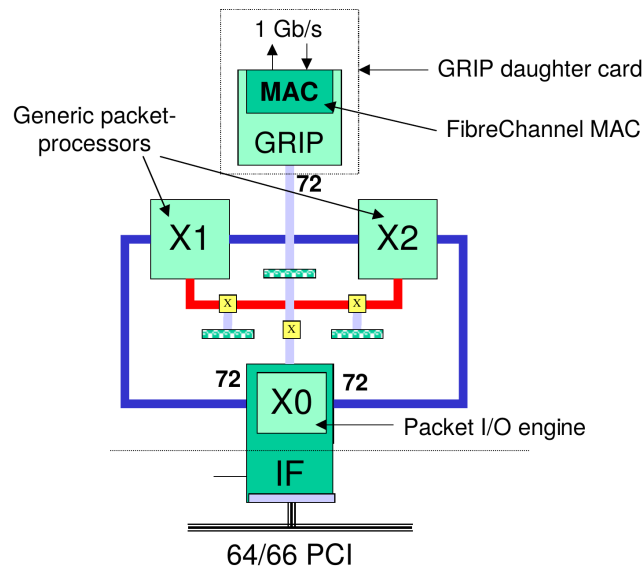 1 Gb/s
GRIP daughter card
MAC
FibreChannel MAC
Generic packet-
processors
GRIP
72
X1
X2
X
X
X
72
72
X0
Packet I/O engine
IF
64/66 PCI